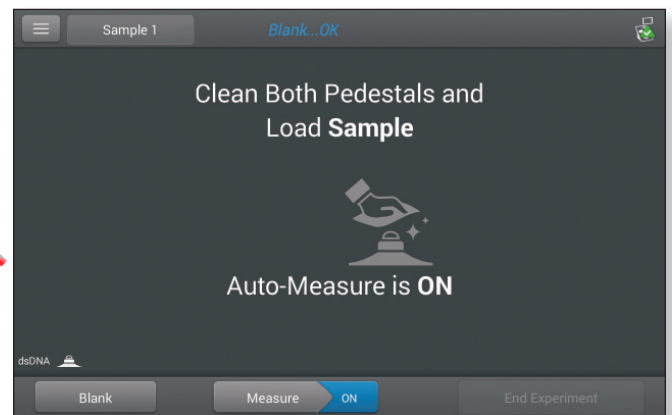 Sample 1
Blank...OK
Clean Both Pedestals and
Load Sample
Auto-Measure is ON
dsDNA
Blank
Measure
ON
End Experiment